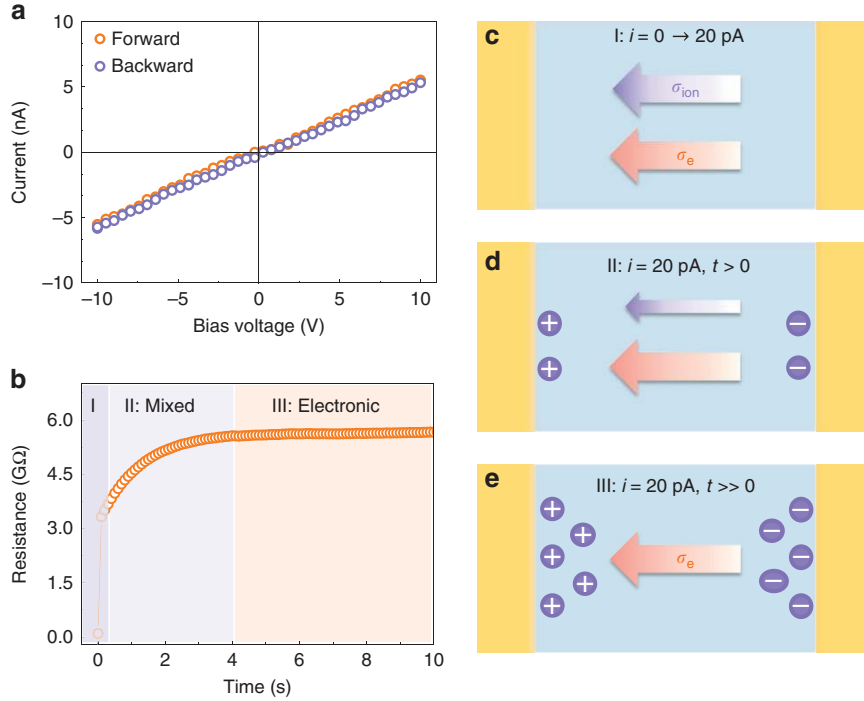 a
10
5
0
−5
−10
Current (nA)
Forward
Backward
−10
−5
0
5
10
Bias voltage (V)
b
6.0
4.5
3.0
1.5
0.0
Resistance (GΩ)
I
II: Mixed
III: Electronic
0
2
4
6
8
10
Time (s)
c
I: i = 0 → 20 pA
σion
σe
d
II: i = 20 pA, t > 0
+
−
+
−
e
III: i = 20 pA, t >> 0
+
−
+
−
+
−
σe
+
−
+
−